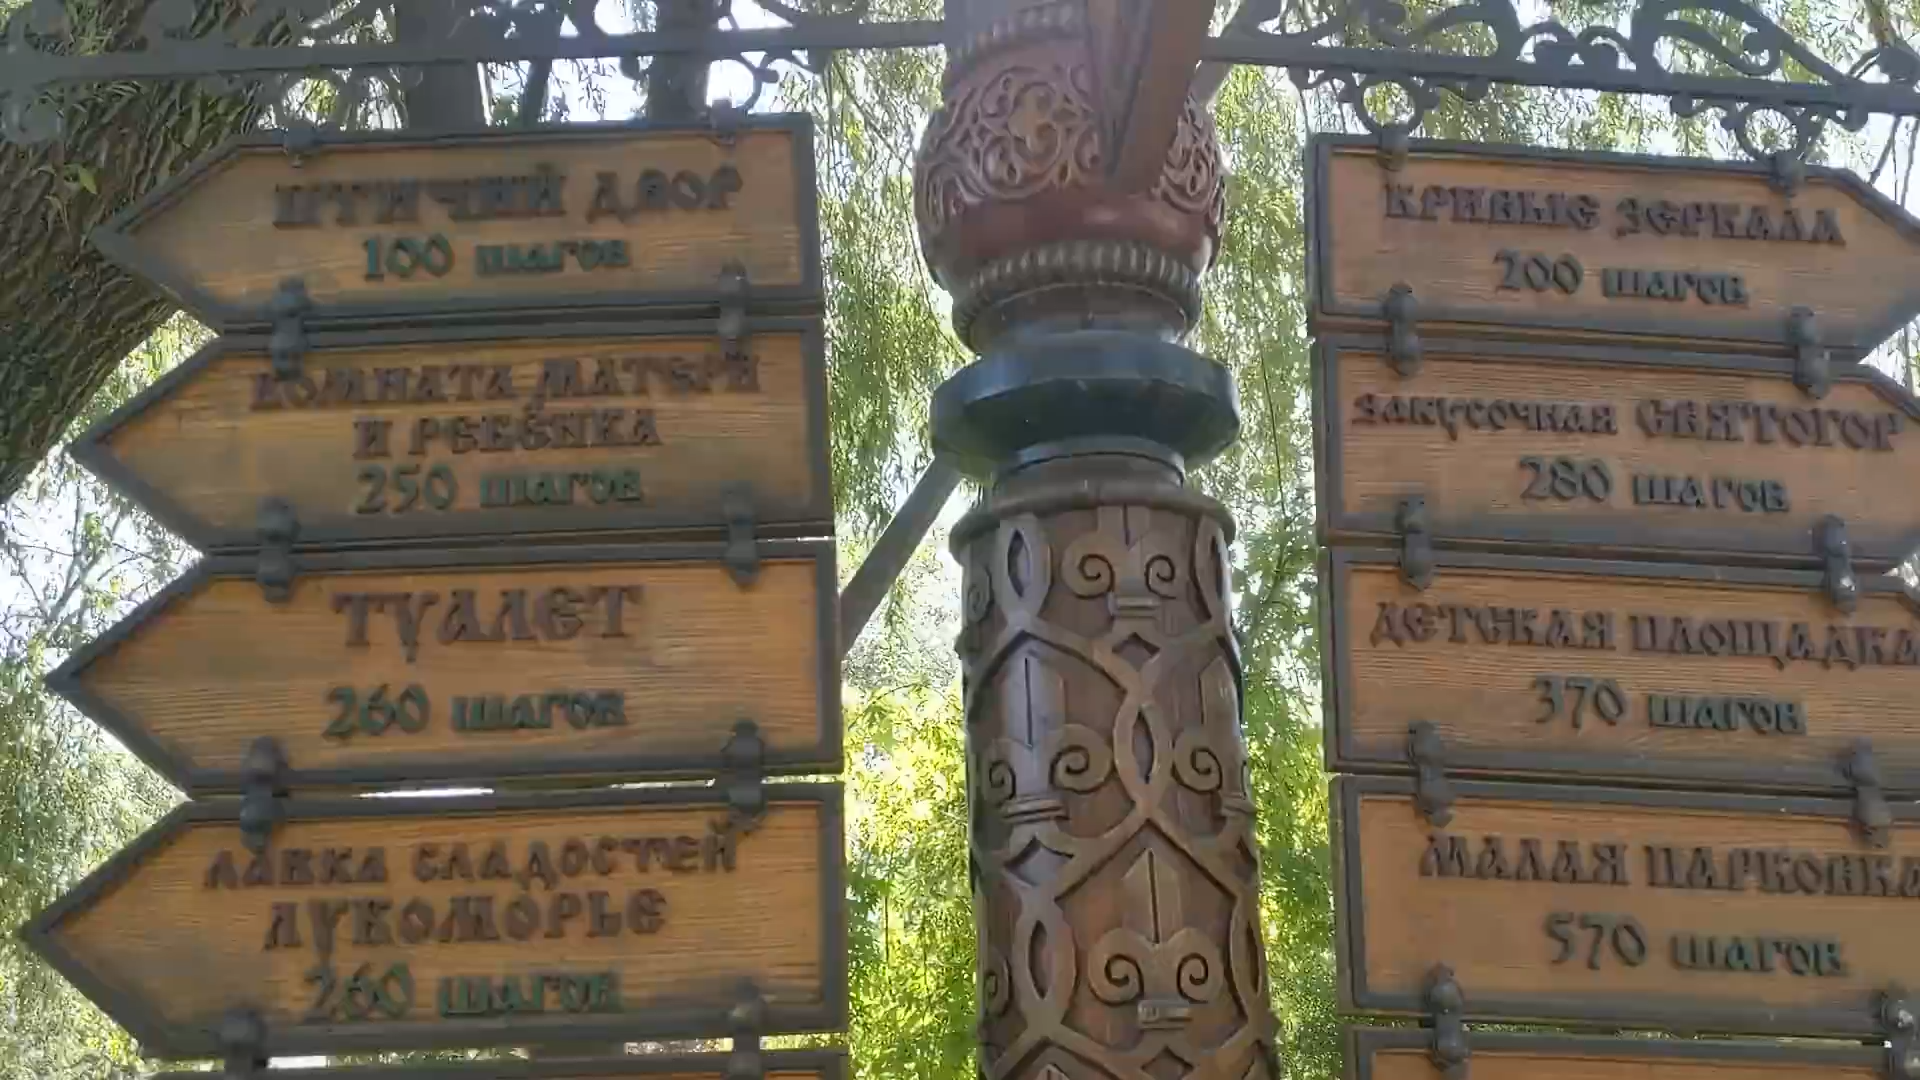 ПТИЧИЙ ДВОР
100 шагов
КОМНАТА МАТЕРИ
И РЕБЁНКА
250 шагов
ТУАЛЕТ
260 шагов
ЛАВКА СЛАДОСТЕЙ
ЛУКОМОРЬЕ
260 шагов
КРИВЫЕ ЗЕРКАЛА
200 шагов
Закусочная СВЯТОГОР
280 шагов
ДЕТСКАЯ ПЛОЩАДКА
370 шагов
МАЛАЯ ПАРКОВКА
570 шагов